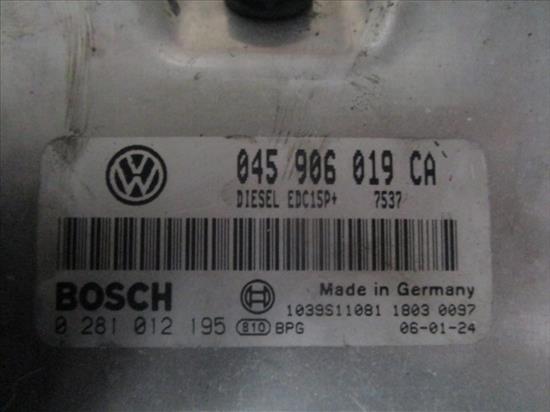 045 906 019 CA
DIESEL EDC15P+ 7537
BOSCH Made in Germany
1039S11081 1803 0097
0 281 012 195 810 BPG 06-01-24